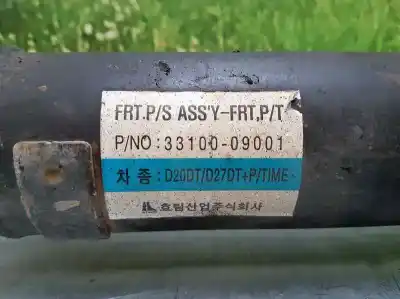 FRT.P/S ASS'Y-FRT.P/T
P/NO : 33100-09001
차 종 : D20DT/D27DT+P/TIME
효림산업주식회사